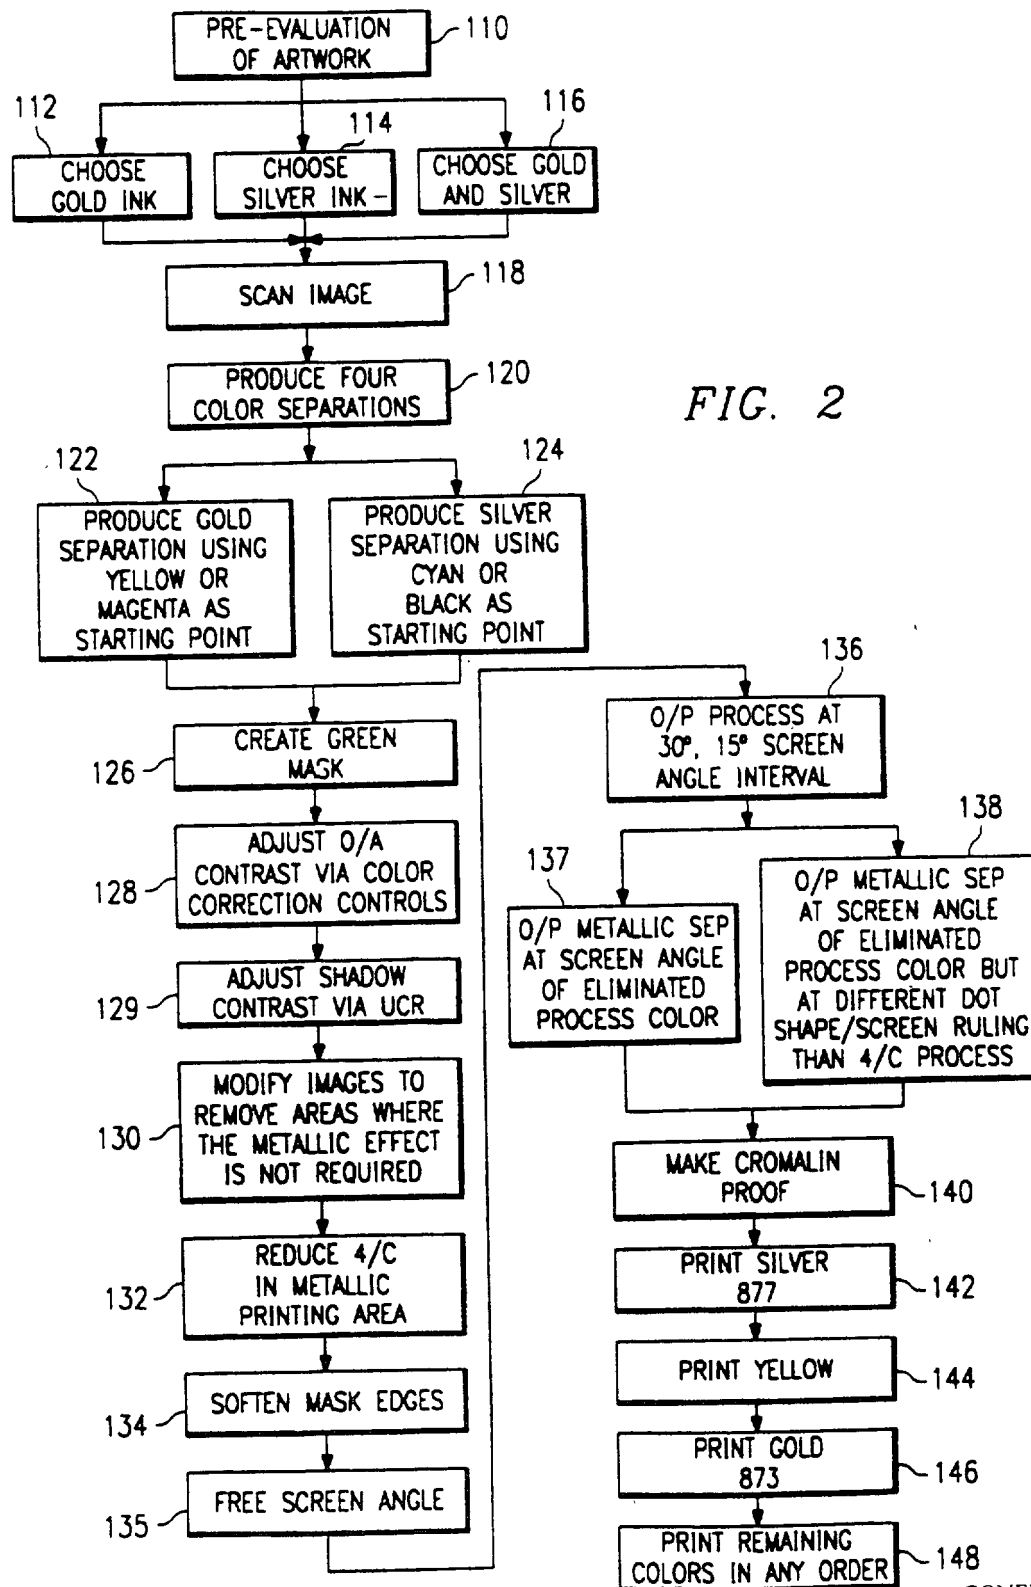 PRE-EVALUATION
OF ARTWORK
110
112
114
116
CHOOSE
GOLD INK
CHOOSE
SILVER INK -
CHOOSE GOLD
AND SILVER
SCAN IMAGE
118
PRODUCE FOUR
COLOR SEPARATIONS
120
FIG. 2
122
PRODUCE GOLD
SEPARATION USING
YELLOW OR
MAGENTA AS
STARTING POINT
124
PRODUCE SILVER
SEPARATION USING
CYAN OR
BLACK AS
STARTING POINT
CREATE GREEN
MASK
126
ADJUST O/A
CONTRAST VIA COLOR
CORRECTION CONTROLS
128
ADJUST SHADOW
CONTRAST VIA UCR
129
MODIFY IMAGES TO
REMOVE AREAS WHERE
THE METALLIC EFFECT
IS NOT REQUIRED
130
REDUCE 4/C
IN METALLIC
PRINTING AREA
132
SOFTEN MASK EDGES
134
FREE SCREEN ANGLE
135
136
O/P PROCESS AT
30°, 15° SCREEN
ANGLE INTERVAL
137
O/P METALLIC SEP
AT SCREEN ANGLE
OF ELIMINATED
PROCESS COLOR
138
O/P METALLIC SEP
AT SCREEN ANGLE
OF ELIMINATED
PROCESS COLOR BUT
AT DIFFERENT DOT
SHAPE/SCREEN RULING
THAN 4/C PROCESS
MAKE CROMALIN
PROOF
140
PRINT SILVER
877
142
PRINT YELLOW
144
PRINT GOLD
873
146
PRINT REMAINING
COLORS IN ANY ORDER
148